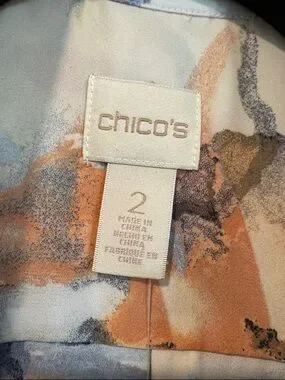 chico's
2
MADE IN
CHINA
HECHO EN
CHINA
FABRIQUÉ EN
CHINE